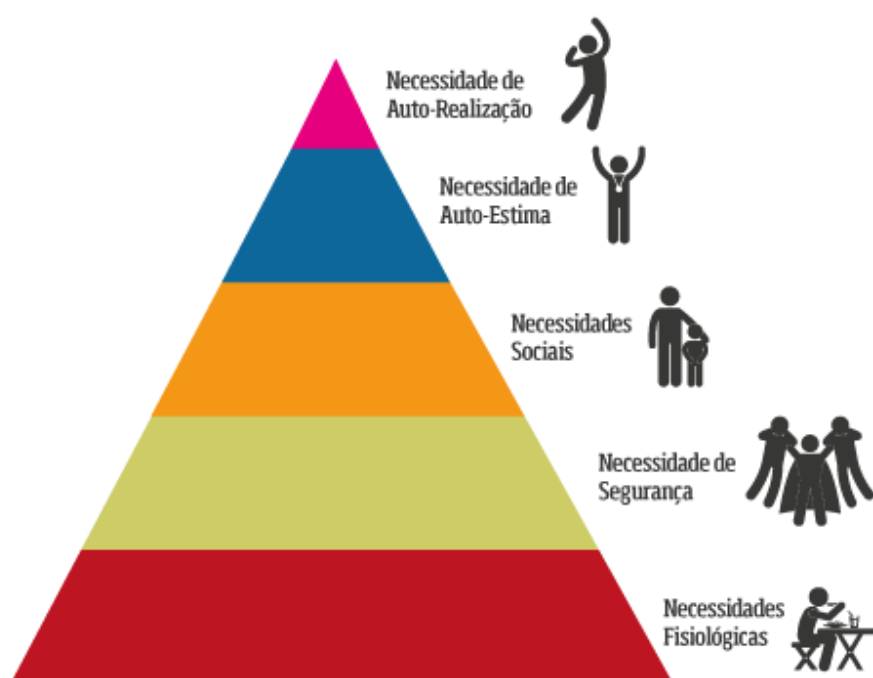 Necessidade de
Auto-Realização
Necessidade de
Auto-Estima
Necessidades
Sociais
Necessidade de
Segurança
Necessidades
Fisiológicas